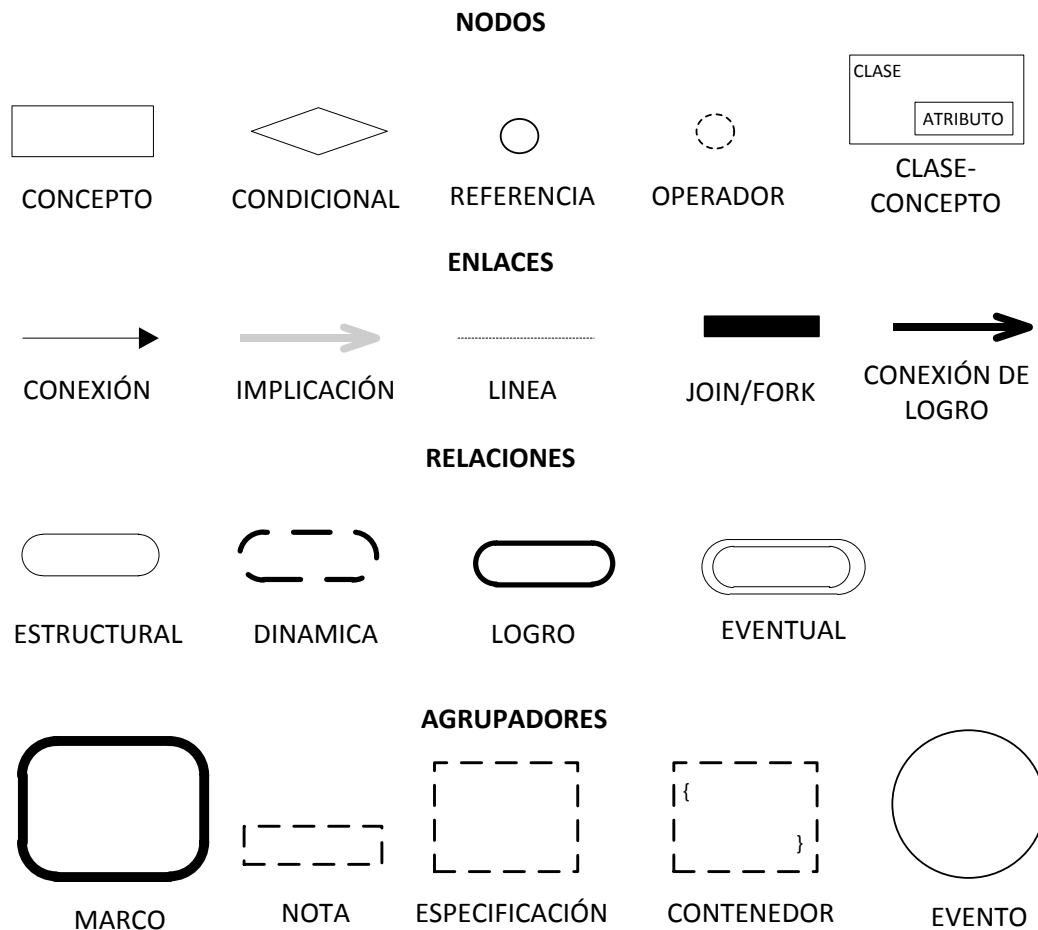 NODOS
CLASE
ATRIBUTO
CONCEPTO
CONDICIONAL
REFERENCIA
OPERADOR
CLASE-
CONCEPTO
ENLACES
CONEXIÓN
IMPLICACIÓN
LINEA
JOIN/FORK
CONEXIÓN DE
LOGRO
RELACIONES
ESTRUCTURAL
DINAMICA
LOGRO
EVENTUAL
AGRUPADORES
{
}
MARCO
NOTA
ESPECIFICACIÓN
CONTENEDOR
EVENTO